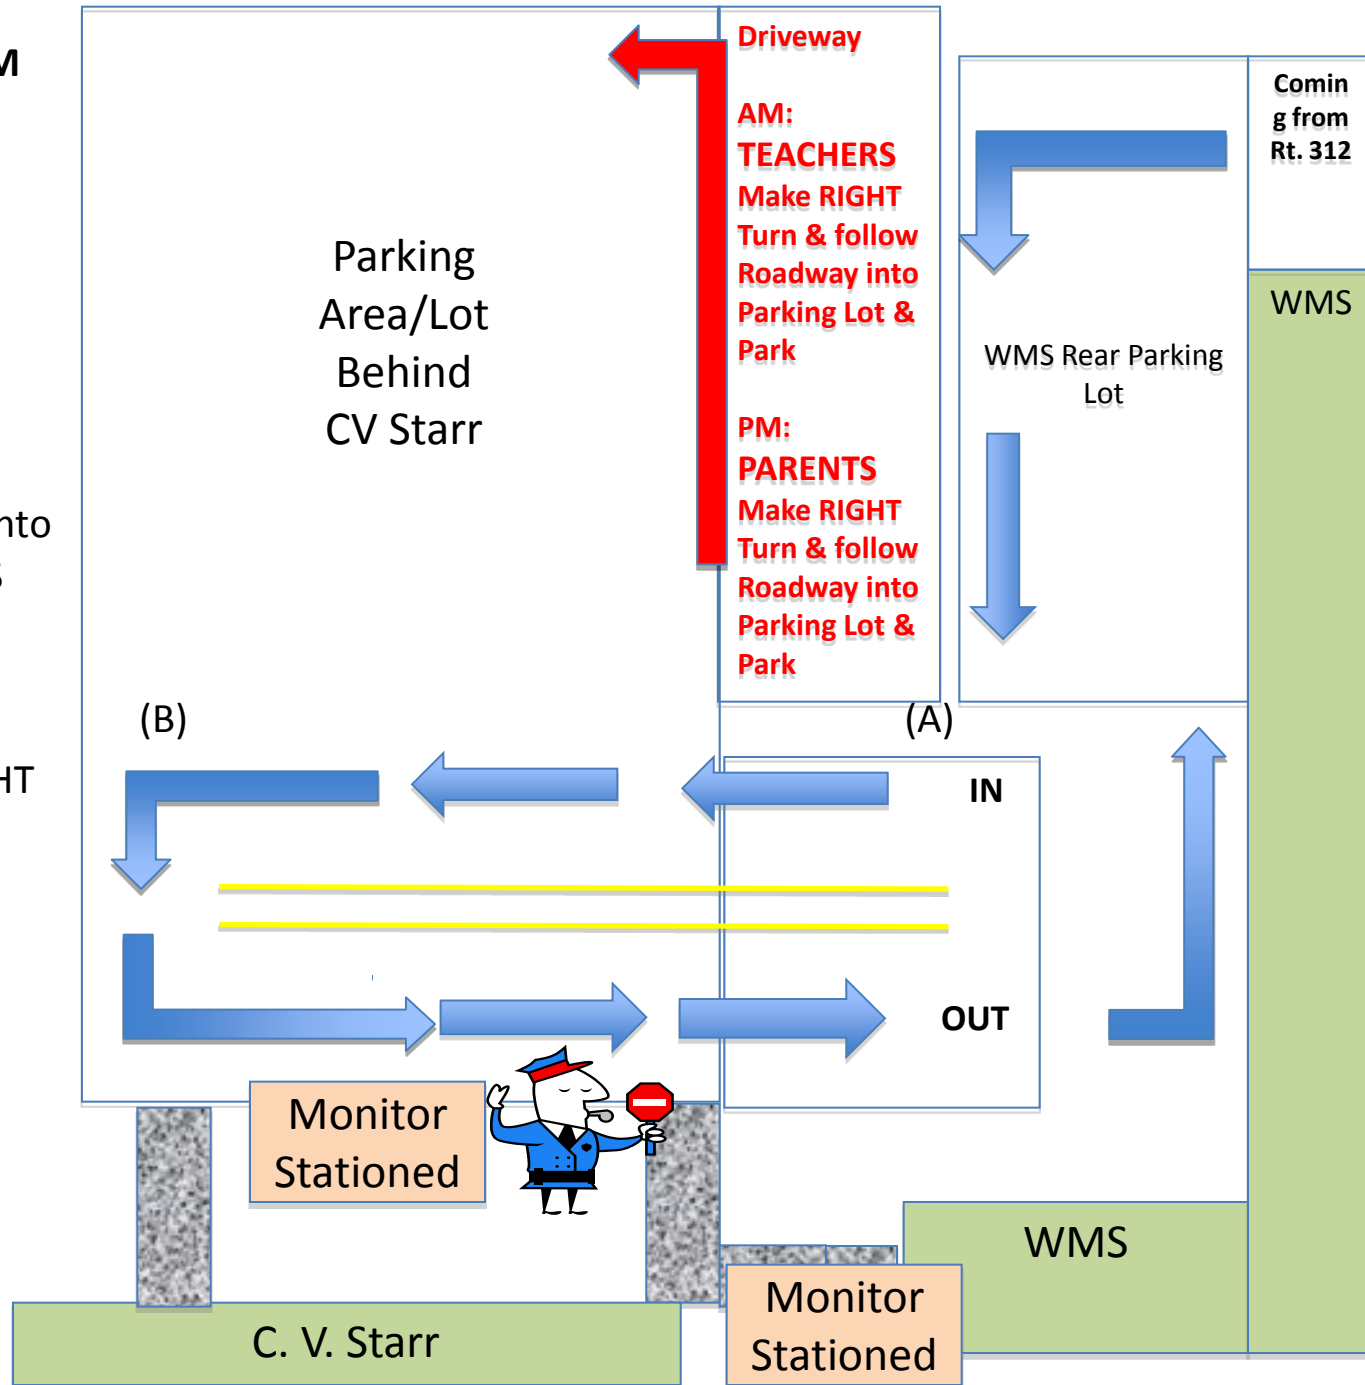 M
nto
HT
Parking
Area/Lot
Behind
CV Starr
Driveway
AM:
TEACHERS
Make RIGHT
Turn & follow
Roadway into
Parking Lot &
Park
PM:
PARENTS
Make RIGHT
Turn & follow
Roadway into
Parking Lot &
Park
Comin
g from
Rt. 312
WMS
WMS Rear Parking
Lot
(B)
(A)
IN
OUT
Monitor
Stationed
WMS
Monitor
Stationed
C. V. Starr